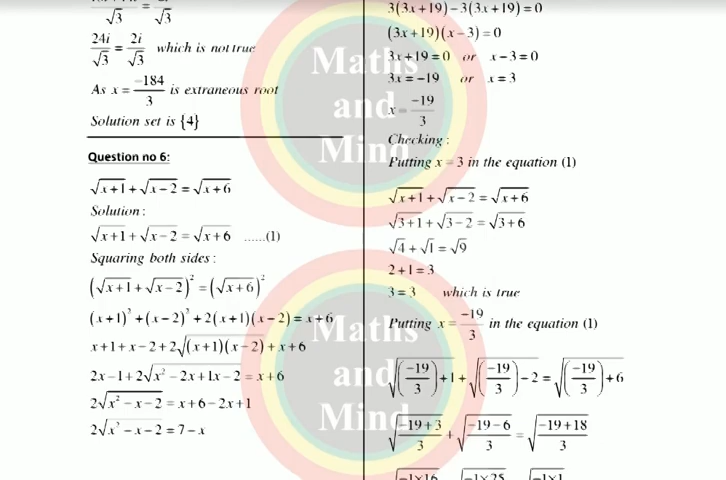 √3 = √3
24i/√3 = 2i/√3 which is not true
As x = -184/3 is extraneous root
Solution set is {4}
Question no 6:
√x+1 + √x−2 = √x+6
Solution:
√x+1 + √x−2 = √x+6 ......(1)
Squaring both sides:
(√x+1 + √x−2)² = (√x+6)²
(x+1)² + (x−2)² + 2(x+1)(x−2) = x+6
x+1+x−2+2√(x+1)(x−2) + x+6
2x−1+2√x²−2x+1x−2 = x+6
2√x²−x−2 = x+6−2x+1
2√x²−x−2 = 7−x
3(3x+19)−3(3x+19) = 0
(3x+19)(x−3) = 0
3x+19 = 0 or x−3 = 0
3x = −19 or x = 3
x = −19/3
Checking:
Putting x = 3 in the equation (1)
√x+1 + √x−2 = √x+6
√3+1 + √3−2 = √3+6
√4 + √1 = √9
2+1 = 3
3 = 3 which is true
Putting x = −19/3 in the equation (1)
√(−19/3)+1 + √(−19/3)−2 = √(−19/3)+6
√−19+3/3 + √−19−6/3 = √−19+18/3
√−1×16 √−1×25 √−1×1
Maths
and
Mind
Maths
and
Mind